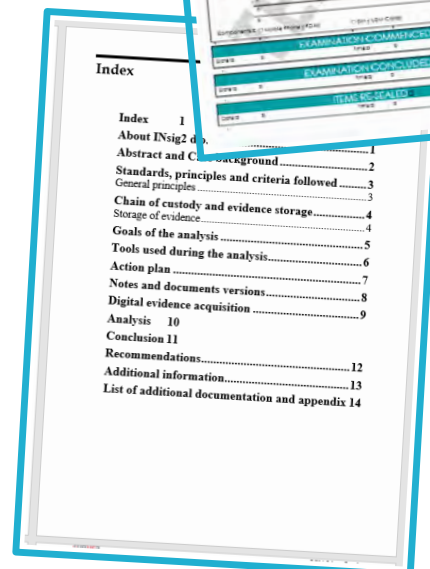 EXAMINATION COMMENCED
EXAMINATION CONCLUDED
ITEMS RE-SEALED
Index
Index 1
About INsig2 d.o. ...1
Abstract and C background ...2
Standards, principles and criteria followed ...3
General principles ...3
Chain of custody and evidence storage ...4
Storage of evidence ...4
Goals of the analysis ...5
Tools used during the analysis ...6
Action plan ...7
Notes and documents versions ...8
Digital evidence acquisition ...9
Analysis 10
Conclusion 11
Recommendations ...12
Additional information ...13
List of additional documentation and appendix 14